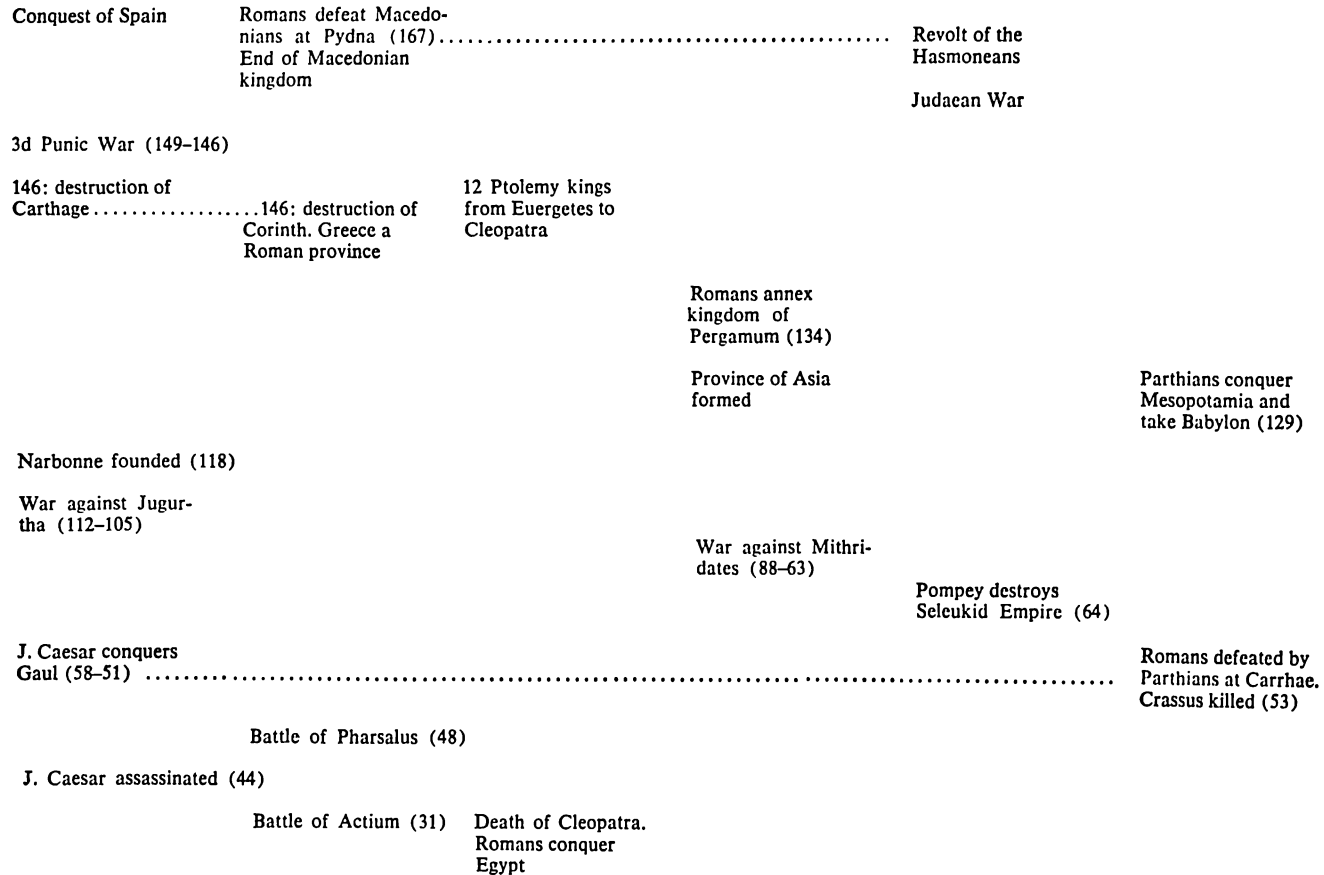 Conquest of Spain
Romans defeat Macedo-
nians at Pydna (167)................................................
End of Macedonian
kingdom
Revolt of the
Hasmoneans
Judaean War
3d Punic War (149–146)
146: destruction of
Carthage..................146: destruction of
Corinth. Greece a
Roman province
12 Ptolemy kings
from Euergetes to
Cleopatra
Romans annex
kingdom of
Pergamum (134)
Province of Asia
formed
Parthians conquer
Mesopotamia and
take Babylon (129)
Narbonne founded (118)
War against Jugur-
tha (112–105)
War against Mithri-
dates (88–63)
Pompey destroys
Seleukid Empire (64)
J. Caesar conquers
Gaul (58–51) ........................................................................................................
Romans defeated by
Parthians at Carrhae.
Crassus killed (53)
Battle of Pharsalus (48)
J. Caesar assassinated (44)
Battle of Actium (31)
Death of Cleopatra.
Romans conquer
Egypt